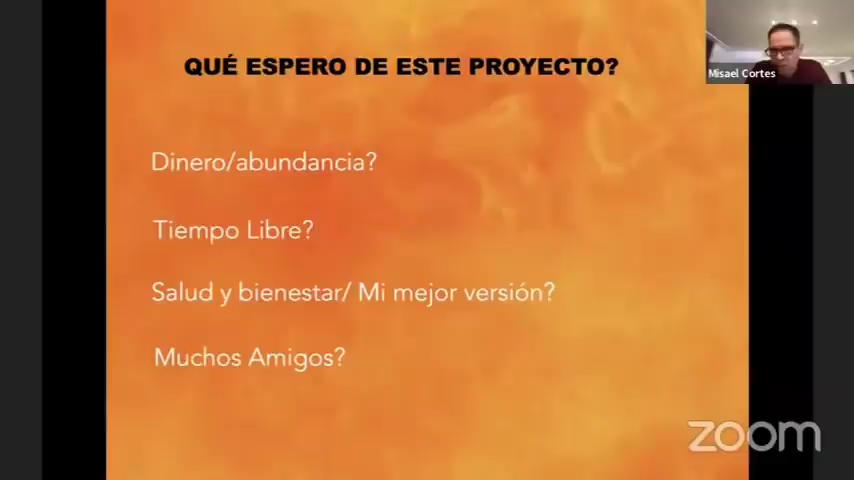 QUÉ ESPERO DE ESTE PROYECTO?
Misael Cortes
Dinero/abundancia?
Tiempo Libre?
Salud y bienestar/ Mi mejor versión?
Muchos Amigos?
zoom